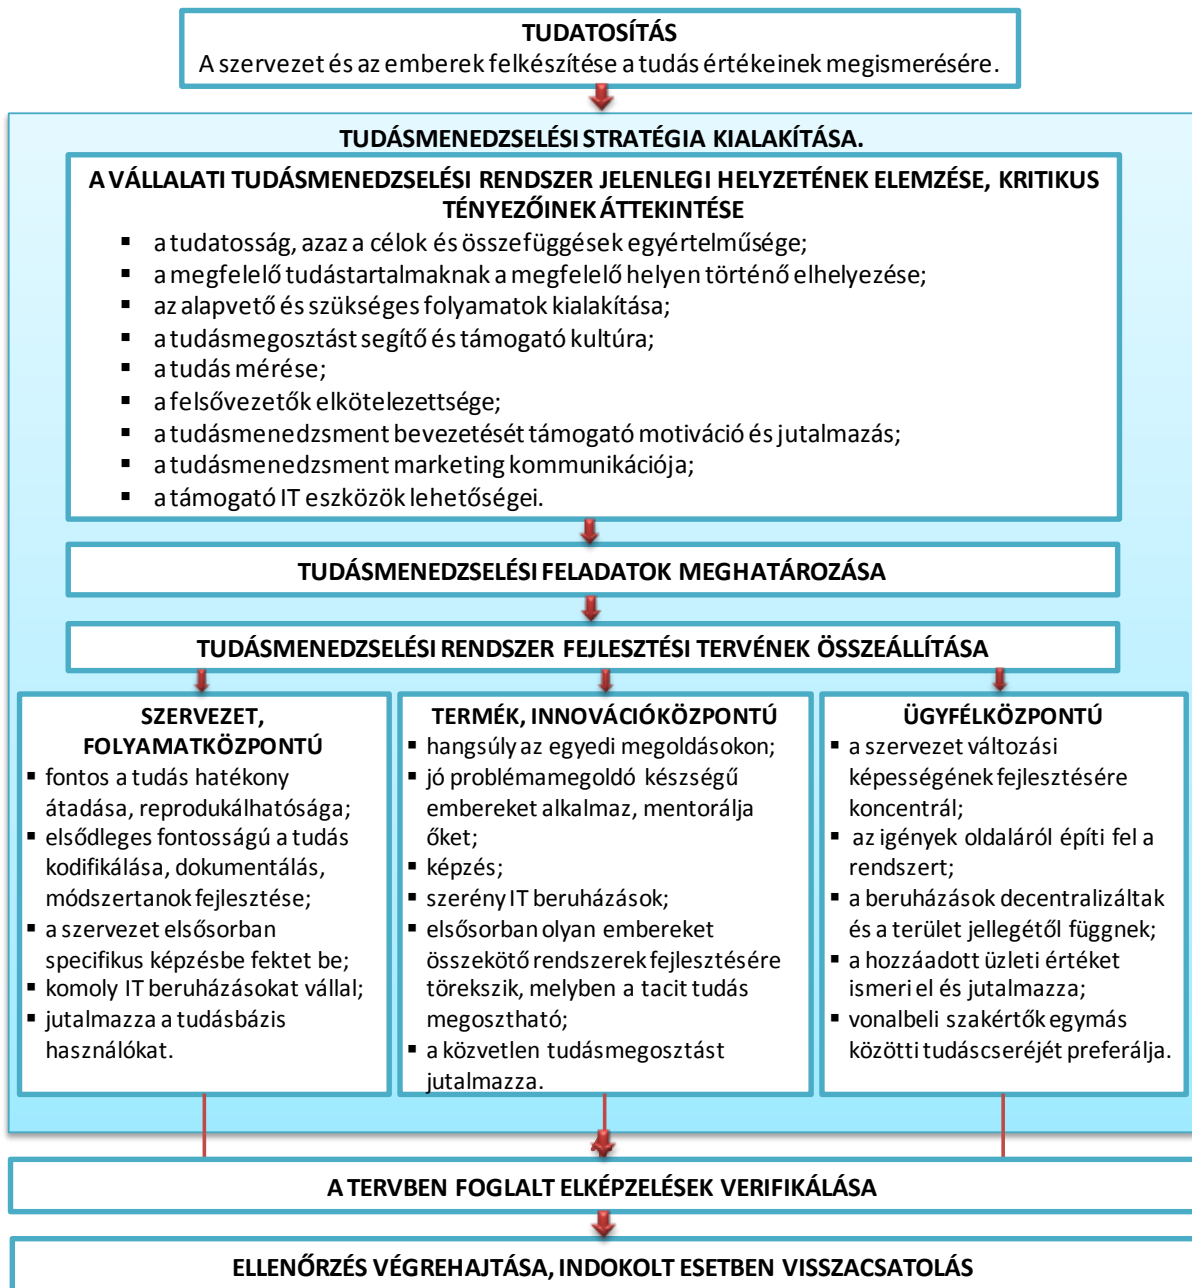 TUDATOSÍTÁS
A szervezet és az emberek felkészítése a tudás értékeinek megismerésére.
TUDÁSMENEDZSELÉSI STRATÉGIA KIALAKÍTÁSA.
A VÁLLALATI TUDÁSMENEDZSELÉSI RENDSZER JELENLEGI HELYZETÉNEK ELEMZÉSE, KRITIKUS
TÉNYEZŐINEK ÁTTEKINTÉSE
▪ a tudatosság, azaz a célok és összefüggések egyértelműsége;
▪ a megfelelő tudástartalmaknak a megfelelő helyen történő elhelyezése;
▪ az alapvető és szükséges folyamatok kialakítása;
▪ a tudásmegosztást segítő és támogató kultúra;
▪ a tudás mérése;
▪ a felsővezetők elkötelezettsége;
▪ a tudásmenedzsment bevezetését támogató motiváció és jutalmazás;
▪ a tudásmenedzsment marketing kommunikációja;
▪ a támogató IT eszközök lehetőségei.
TUDÁSMENEDZSELÉSI FELADATOK MEGHATÁROZÁSA
TUDÁSMENEDZSELÉSI RENDSZER FEJLESZTÉSI TERVÉNEK ÖSSZEÁLLÍTÁSA
SZERVEZET,
FOLYAMATKÖZPONTÚ
▪ fontos a tudás hatékony
átadása, reprodukálhatósága;
▪ elsődleges fontosságú a tudás
kodifikálása, dokumentálás,
módszertanok fejlesztése;
▪ a szervezet elsősorban
specifikus képzésbe fektet be;
▪ komoly IT beruházásokat vállal;
▪ jutalmazza a tudásbázis
használókat.
TERMÉK, INNOVÁCIÓKÖZPONTÚ
▪ hangsúly az egyedi megoldásokon;
▪ jó problémamegoldó készségű
embereket alkalmaz, mentorálja
őket;
▪ képzés;
▪ szerény IT beruházások;
▪ elsősorban olyan embereket
összekötő rendszerek fejlesztésére
törekszik, melyben a tacit tudás
megosztható;
▪ a közvetlen tudásmegosztást
jutalmazza.
ÜGYFÉLKÖZPONTÚ
▪ a szervezet változási
képességének fejlesztésére
koncentrál;
▪ az igények oldaláról építi fel a
rendszert;
▪ a beruházások decentralizáltak
és a terület jellegétől függnek;
▪ a hozzáadott üzleti értéket
ismeri el és jutalmazza;
▪ vonalbeli szakértők egymás
közötti tudáscseréjét preferálja.
A TERVBEN FOGLALT ELKÉPZELÉSEK VERIFIKÁLÁSA
ELLENŐRZÉS VÉGREHAJTÁSA, INDOKOLT ESETBEN VISSZACSATOLÁS